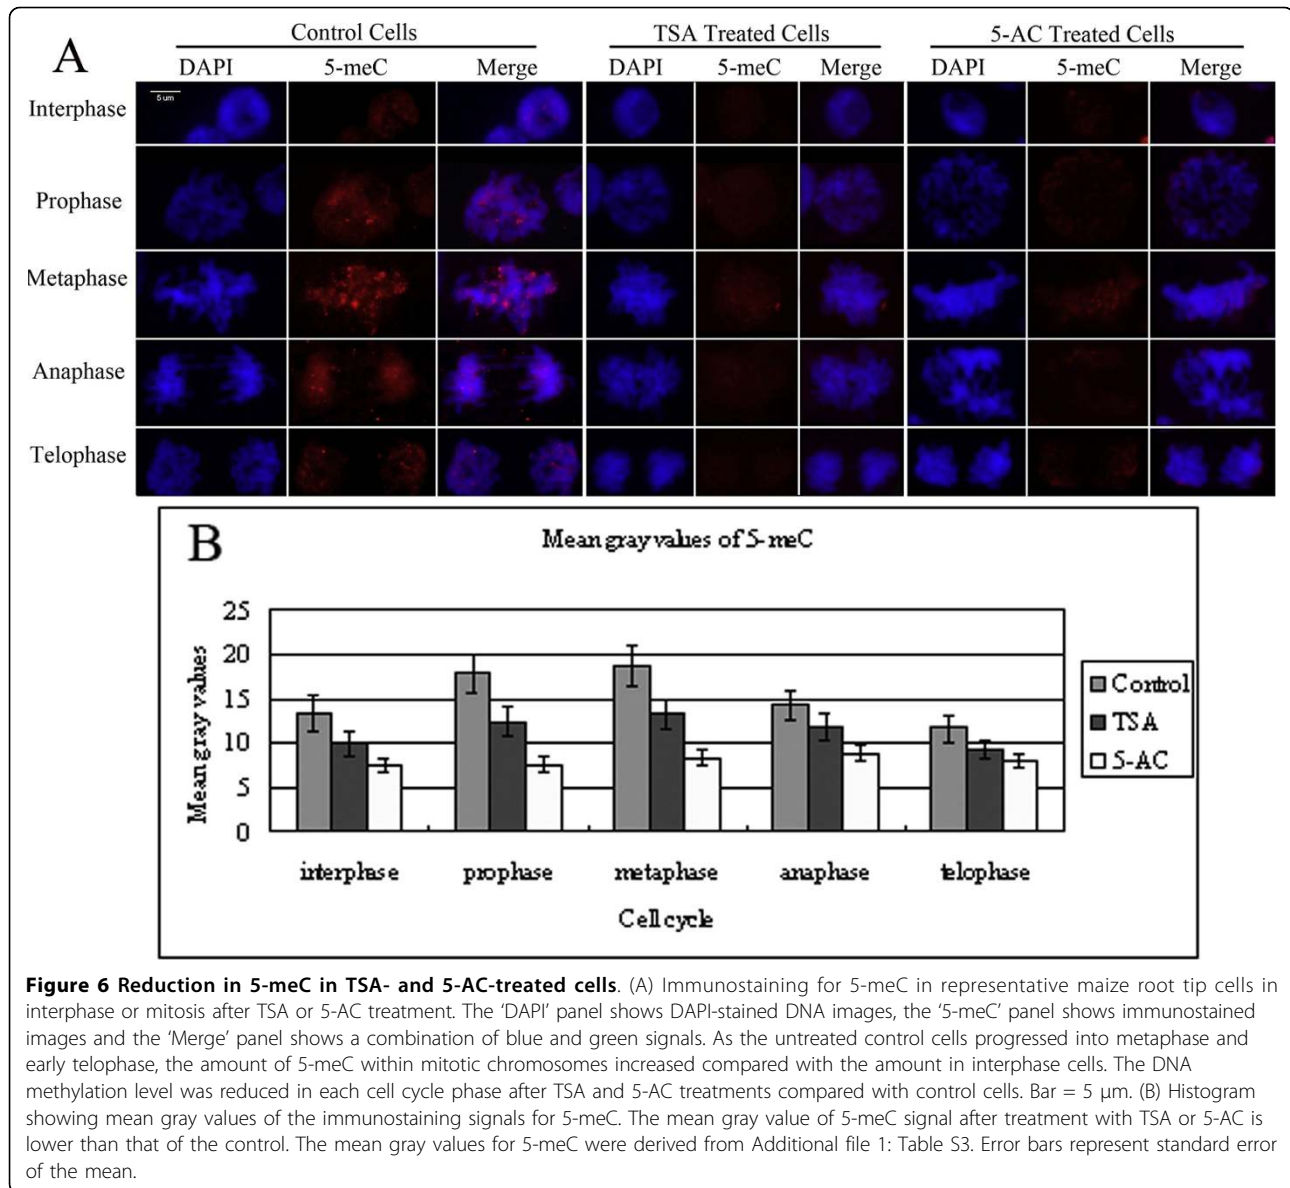 A
Control Cells TSA Treated Cells 5-AC Treated Cells
DAPI 5-meC Merge DAPI 5-meC Merge DAPI 5-meC Merge
5 um
Interphase
Prophase
Metaphase
Anaphase
Telophase
B
Mean gray values of 5-meC
Mean gray values
25
20
15
10
5
0
interphase prophase metaphase anaphase telophase
Cell cycle
Control
TSA
5-AC
Figure 6 Reduction in 5-meC in TSA- and 5-AC-treated cells. (A) Immunostaining for 5-meC in representative maize root tip cells in
interphase or mitosis after TSA or 5-AC treatment. The ‘DAPI’ panel shows DAPI-stained DNA images, the ‘5-meC’ panel shows immunostained
images and the ‘Merge’ panel shows a combination of blue and green signals. As the untreated control cells progressed into metaphase and
early telophase, the amount of 5-meC within mitotic chromosomes increased compared with the amount in interphase cells. The DNA
methylation level was reduced in each cell cycle phase after TSA and 5-AC treatments compared with control cells. Bar = 5 μm. (B) Histogram
showing mean gray values of the immunostaining signals for 5-meC. The mean gray value of 5-meC signal after treatment with TSA or 5-AC is
lower than that of the control. The mean gray values for 5-meC were derived from Additional file 1: Table S3. Error bars represent standard error
of the mean.